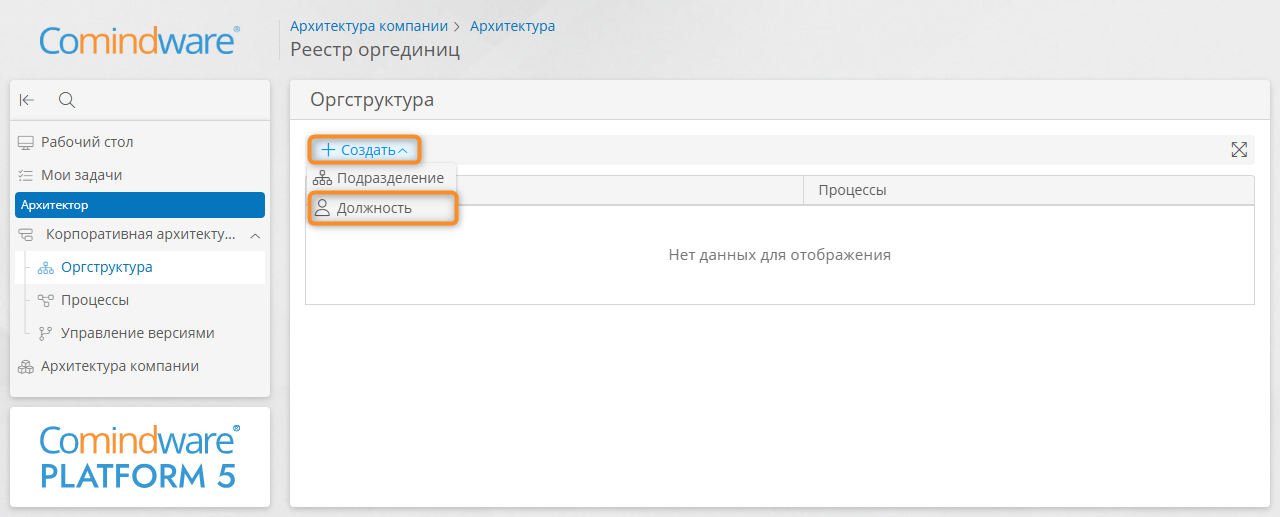 Comindware®
Архитектура компании > Архитектура
Реестр оргединиц
Рабочий стол
Мои задачи
Архитектор
Корпоративная архитекту...
Оргструктура
Процессы
Управление версиями
Архитектура компании
Comindware®
PLATFORM 5
Оргструктура
Создать
Подразделение
Должность
Процессы
Нет данных для отображения